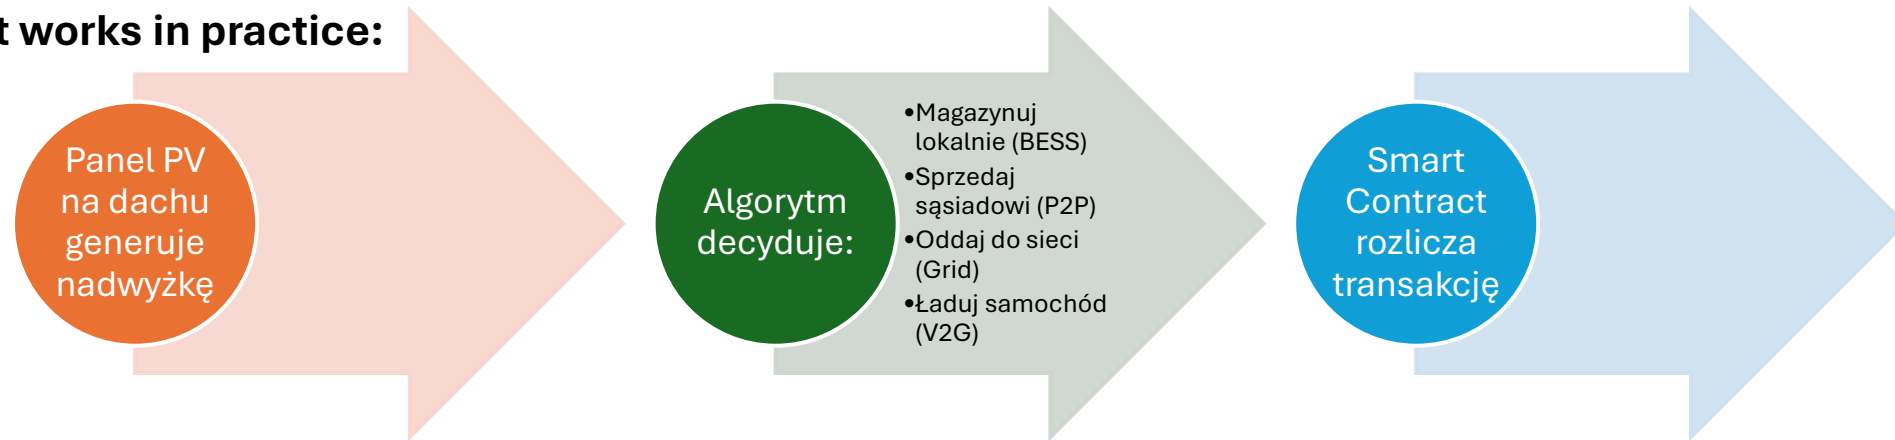 t works in practice:
Panel PV
na dachu
generuje
nadwyżkę
Algorytm
decyduje:
•Magazynuj
lokalnie (BESS)
•Sprzedaj
sąsiadowi (P2P)
•Oddaj do sieci
(Grid)
•Ładuj samochód
(V2G)
Smart
Contract
rozlicza
transakcję